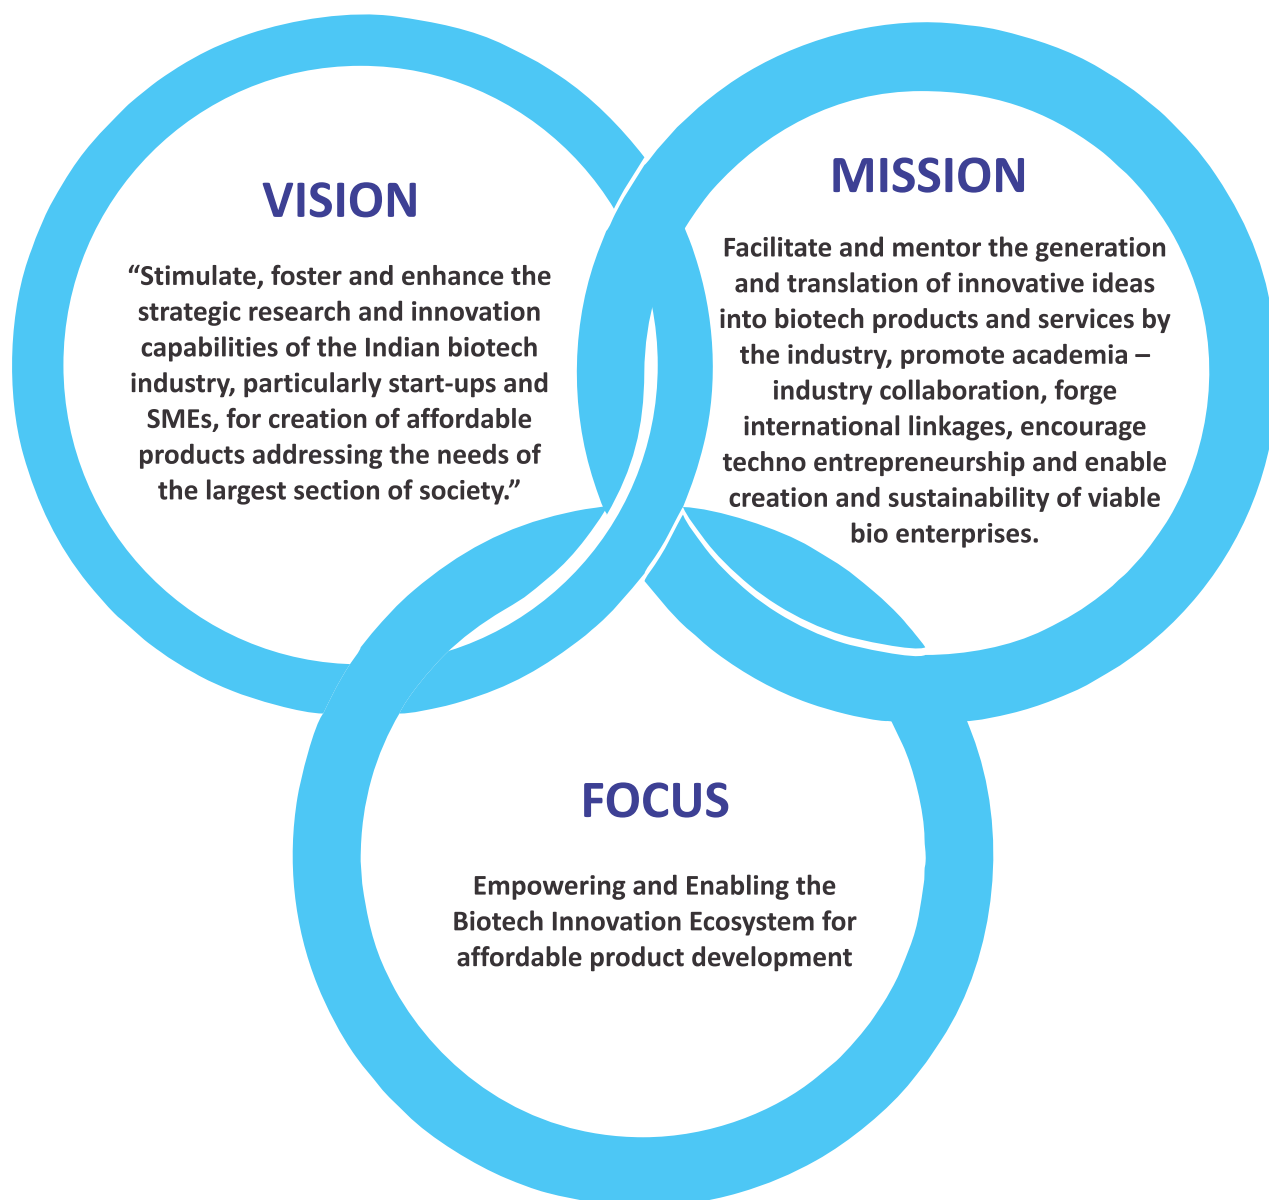 VISION
“Stimulate, foster and enhance the
strategic research and innovation
capabilities of the Indian biotech
industry, particularly start-ups and
SMEs, for creation of affordable
products addressing the needs of
the largest section of society.”
MISSION
Facilitate and mentor the generation
and translation of innovative ideas
into biotech products and services by
the industry, promote academia –
industry collaboration, forge
international linkages, encourage
techno entrepreneurship and enable
creation and sustainability of viable
bio enterprises.
FOCUS
Empowering and Enabling the
Biotech Innovation Ecosystem for
affordable product development